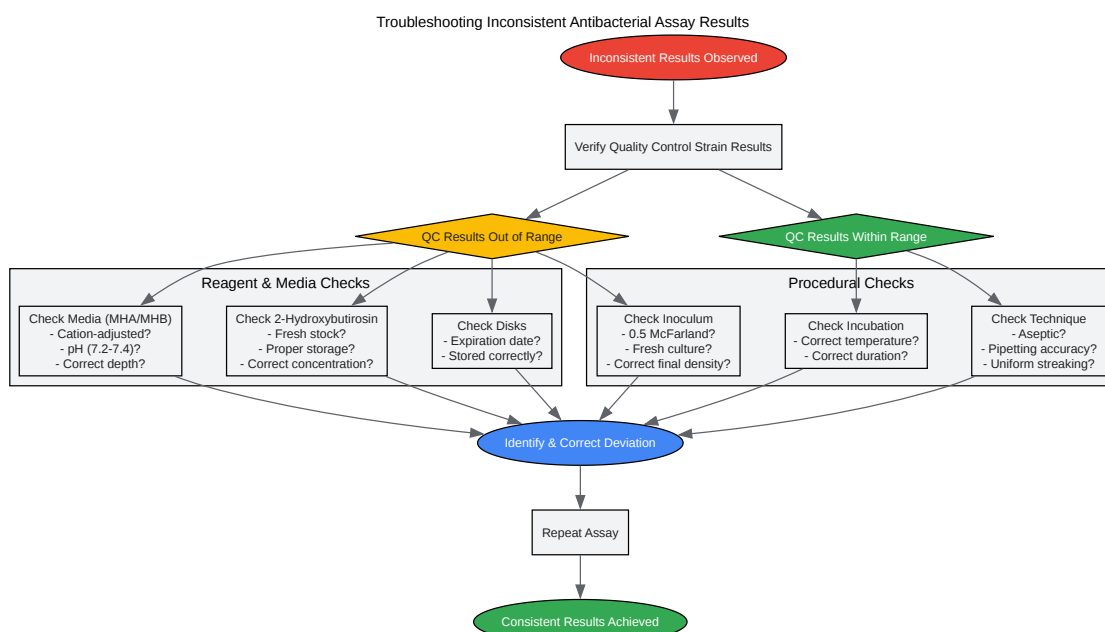 Troubleshooting Inconsistent Antibacterial Assay Results
Inconsistent Results Observed
Verify Quality Control Strain Results
QC Results Out of Range
QC Results Within Range
Reagent & Media Checks
Procedural Checks
Check Media (MHA/MHB)
- Cation-adjusted?
- pH (7.2-7.4)?
- Correct depth?
Check 2-Hydroxybutirosin
- Fresh stock?
- Proper storage?
- Correct concentration?
Check Disks
- Expiration date?
- Stored correctly?
Check Inoculum
- 0.5 McFarland?
- Fresh culture?
- Correct final density?
Check Incubation
- Correct temperature?
- Correct duration?
Check Technique
- Aseptic?
- Pipetting accuracy?
- Uniform streaking?
Identify & Correct Deviation
Repeat Assay
Consistent Results Achieved